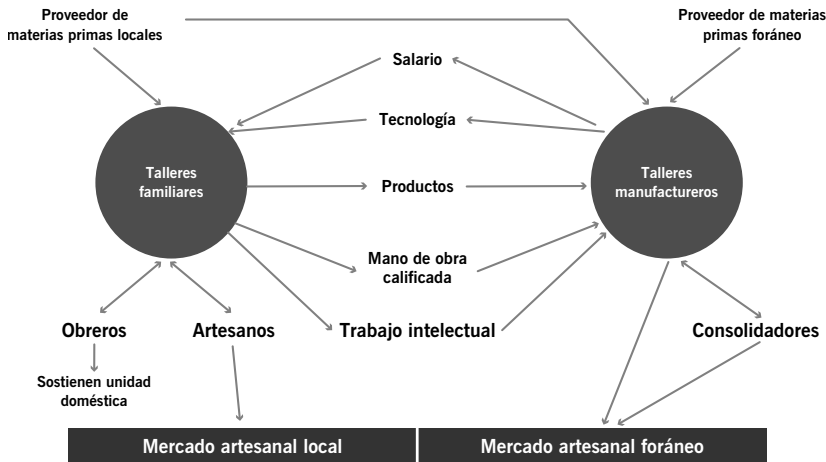 Proveedor de
materias primas locales
Proveedor de materias
primas foráneo
Salario
Tecnología
Talleres
familiares
Productos
Talleres
manufactureros
Mano de obra
calificada
Obreros
Artesanos
Trabajo intelectual
Consolidadores
Sostienen unidad
doméstica
Mercado artesanal local
Mercado artesanal foráneo